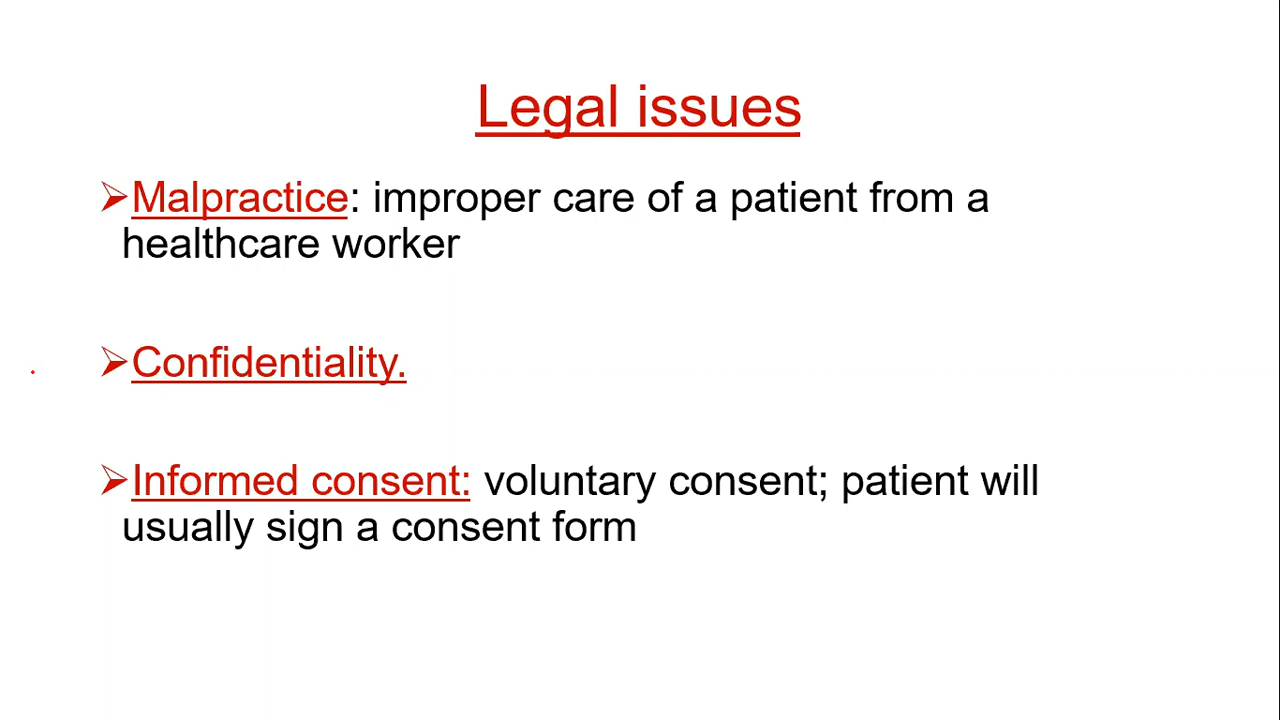 Legal issues
➢Malpractice: improper care of a patient from a
healthcare worker
➢Confidentiality.
➢Informed consent: voluntary consent; patient will
usually sign a consent form